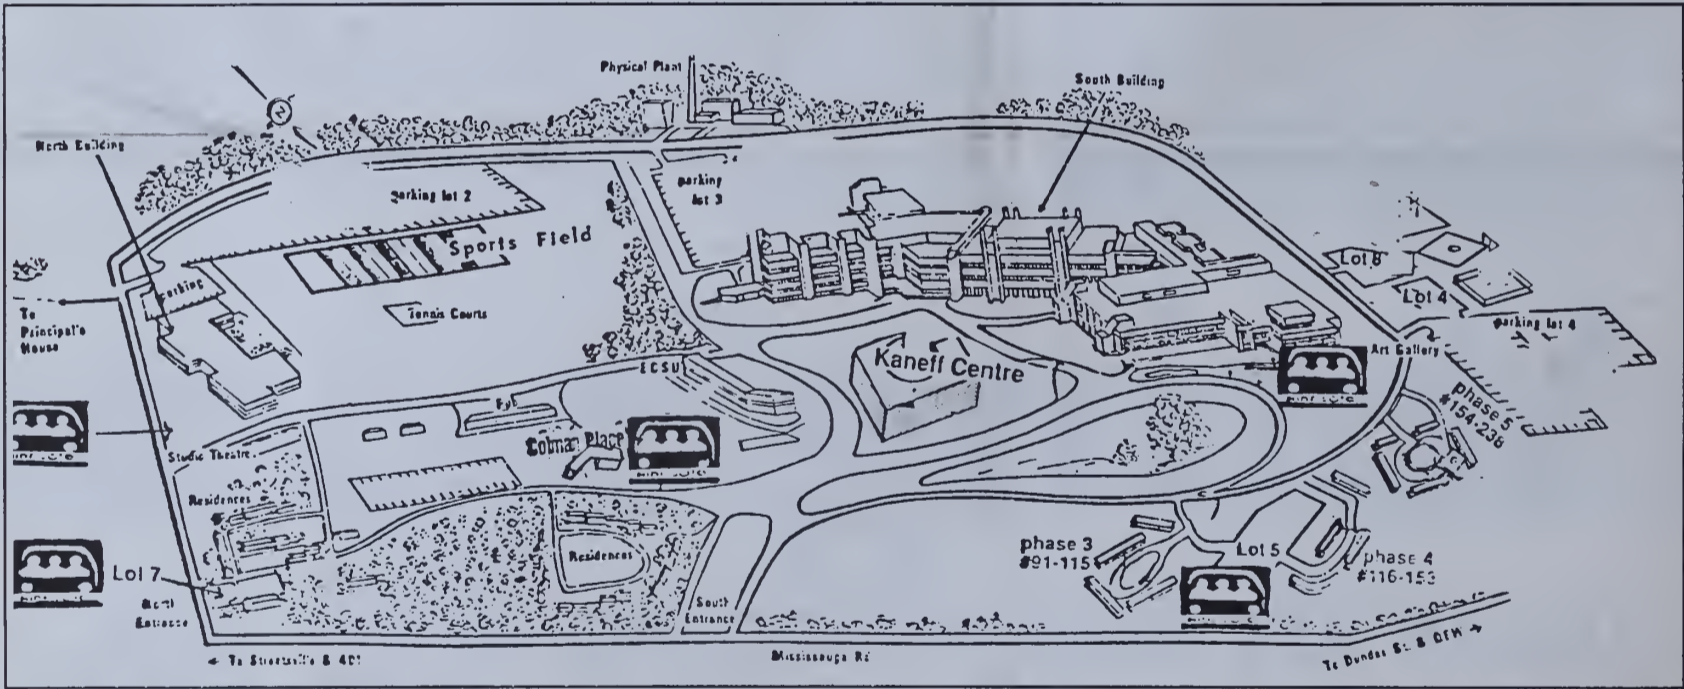 Physical Plant
South Building
North Building
parking lot 2
parking
lot 3
Sports Field
Tennis Courts
parking
To
Principal's
House
Lot 8
Lot 4
parking lot 4
Art Gallery
Kaneff Centre
ECSU
Colman Place
phase 5
#154-236
Studio Theatre
Residences
Residences
Lot 7
North
Entrance
South
Entrance
phase 3
#91-115
Lot 5
phase 4
#116-153
← To Streetsville & 401
Mississauga Rd
To Dundas St. & QEW →